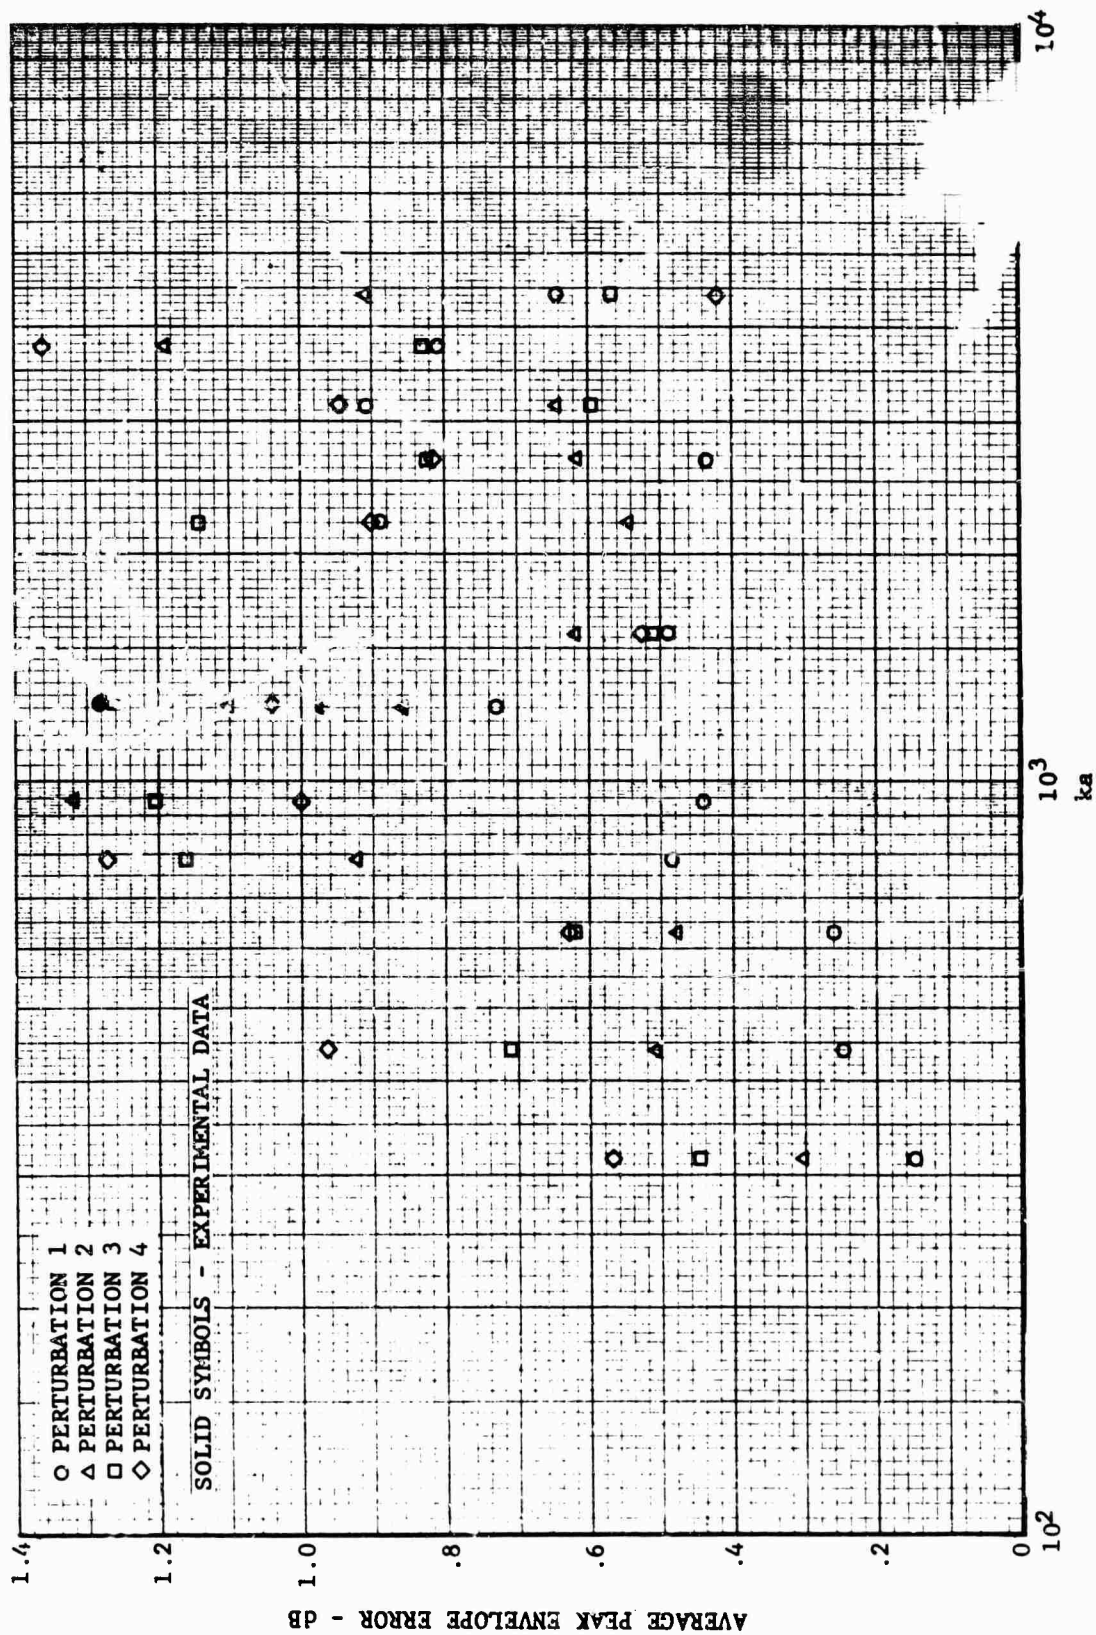 AVERAGE PEAK ENVELOPE ERROR - dB
1.4
1.2
1.0
.8
.6
.4
.2
0
O PERTURBATION 1
△ PERTURBATION 2
□ PERTURBATION 3
◇ PERTURBATION 4
SOLID SYMBOLS - EXPERIMENTAL DATA
10²
10³
10⁴
ka